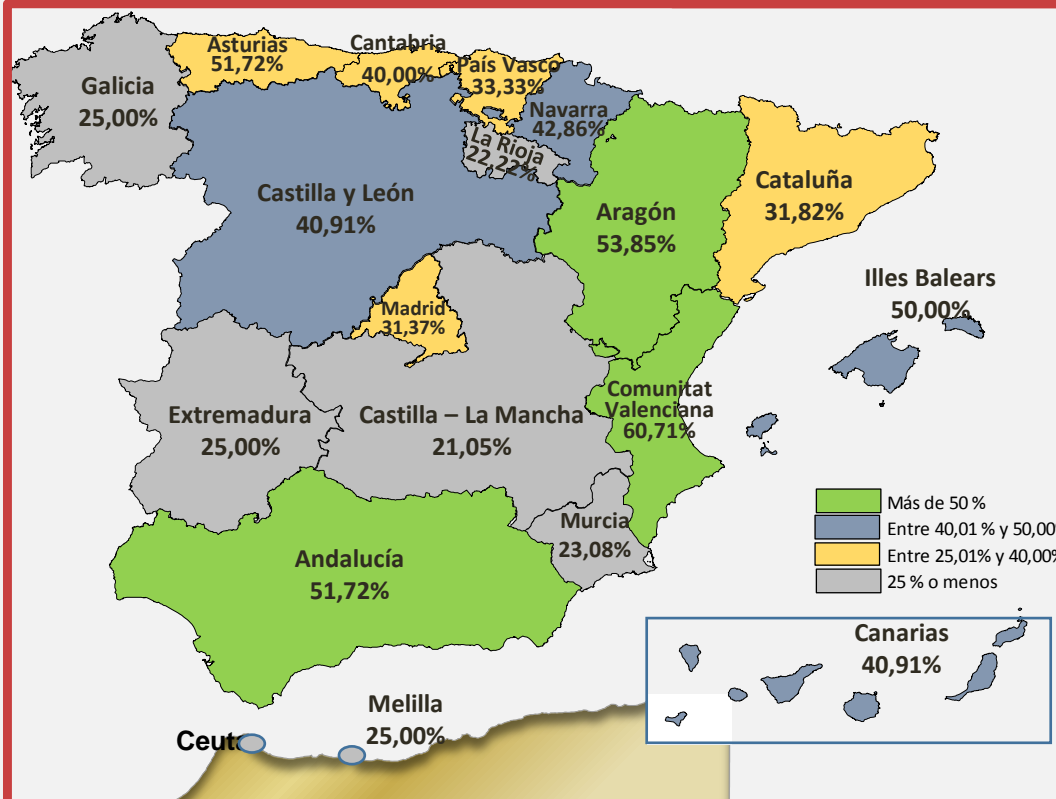 Asturias
51,72%
Cantabria
40,00%
País Vasco
33,33%
Galicia
25,00%
Navarra
42,86%
La Rioja
22,22%
Castilla y León
40,91%
Aragón
53,85%
Cataluña
31,82%
Illes Balears
50,00%
Madrid
31,37%
Extremadura
25,00%
Castilla – La Mancha
21,05%
Comunitat
Valenciana
60,71%
Murcia
23,08%
Andalucía
51,72%
Más de 50 %
Entre 40,01 % y 50,00%
Entre 25,01% y 40,00%
25 % o menos
Canarias
40,91%
Melilla
25,00%
Ceuta